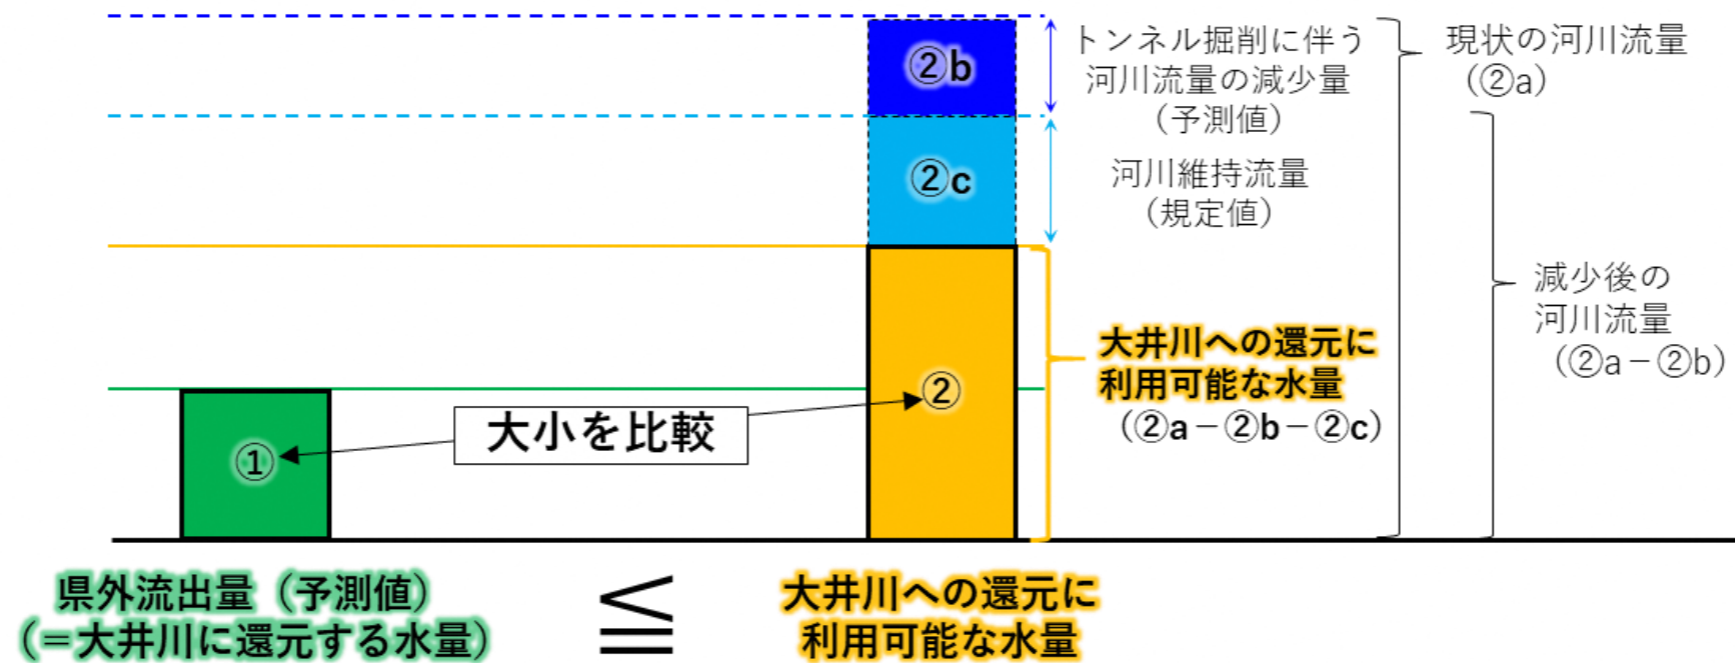 ②b
②c
②
①
大小を比較
トンネル掘削に伴う
河川流量の減少量
（予測値）
河川維持流量
（規定値）
現状の河川流量
（②a）
減少後の
河川流量
（②a－②b）
大井川への還元に
利用可能な水量
（②a－②b－②c）
県外流出量（予測値）
（＝大井川に還元する水量）
≦
大井川への還元に
利用可能な水量